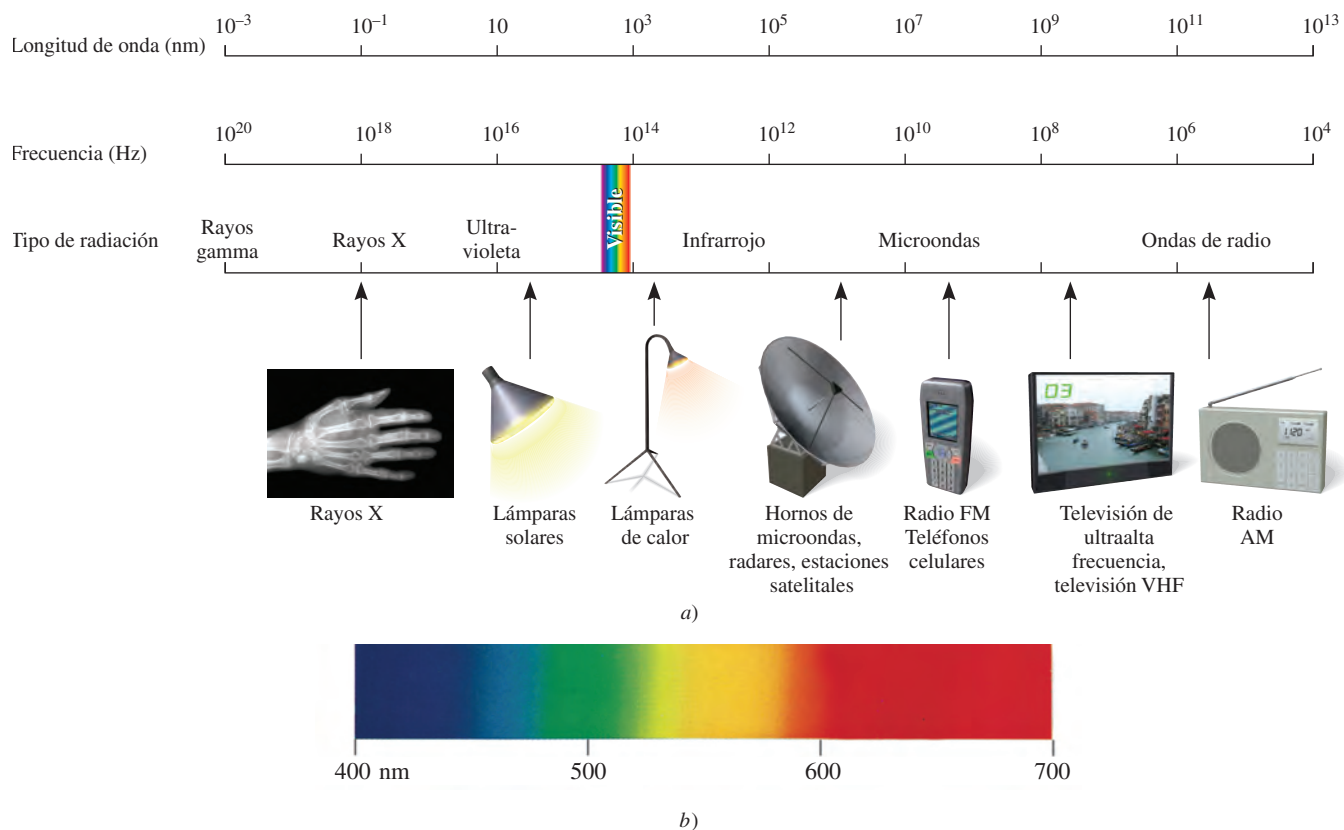 10⁻³ 10⁻¹ 10 10³ 10⁵ 10⁷ 10⁹ 10¹¹ 10¹³
Longitud de onda (nm)
10²⁰ 10¹⁸ 10¹⁶ 10¹⁴ 10¹² 10¹⁰ 10⁸ 10⁶ 10⁴
Frecuencia (Hz)
Tipo de radiación
Rayos
gamma
Rayos X
Ultra-
violeta
Visible
Infrarrojo
Microondas
Ondas de radio
03
1120
Rayos X
Lámparas
solares
Lámparas
de calor
Hornos de
microondas,
radares, estaciones
satelitales
Radio FM
Teléfonos
celulares
Televisión de
ultraalta
frecuencia,
televisión VHF
Radio
AM
a)
400 nm 500 600 700
b)